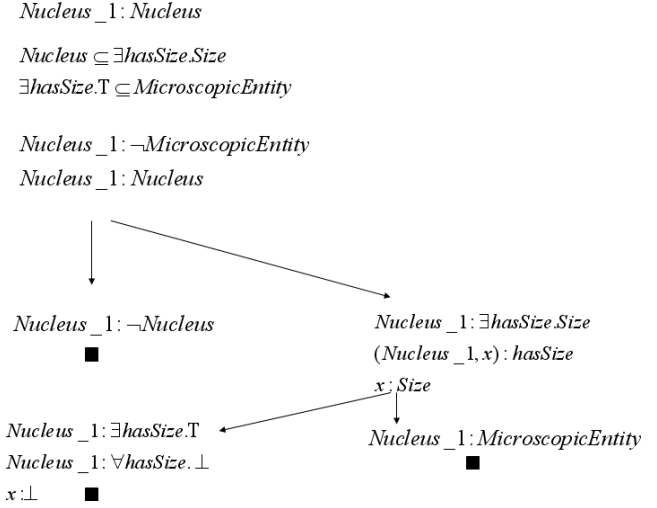 Nucleus_1: Nucleus
Nucleus ⊆ ∃hasSize.Size
∃hasSize.T ⊆ MicroscopicEntity
Nucleus_1: ¬MicroscopicEntity
Nucleus_1: Nucleus
Nucleus_1: ¬Nucleus
Nucleus_1: ∃hasSize.Size
(Nucleus_1, x): hasSize
x: Size
Nucleus_1: ∃hasSize.T
Nucleus_1: ∀hasSize.⊥
x:⊥
Nucleus_1: MicroscopicEntity